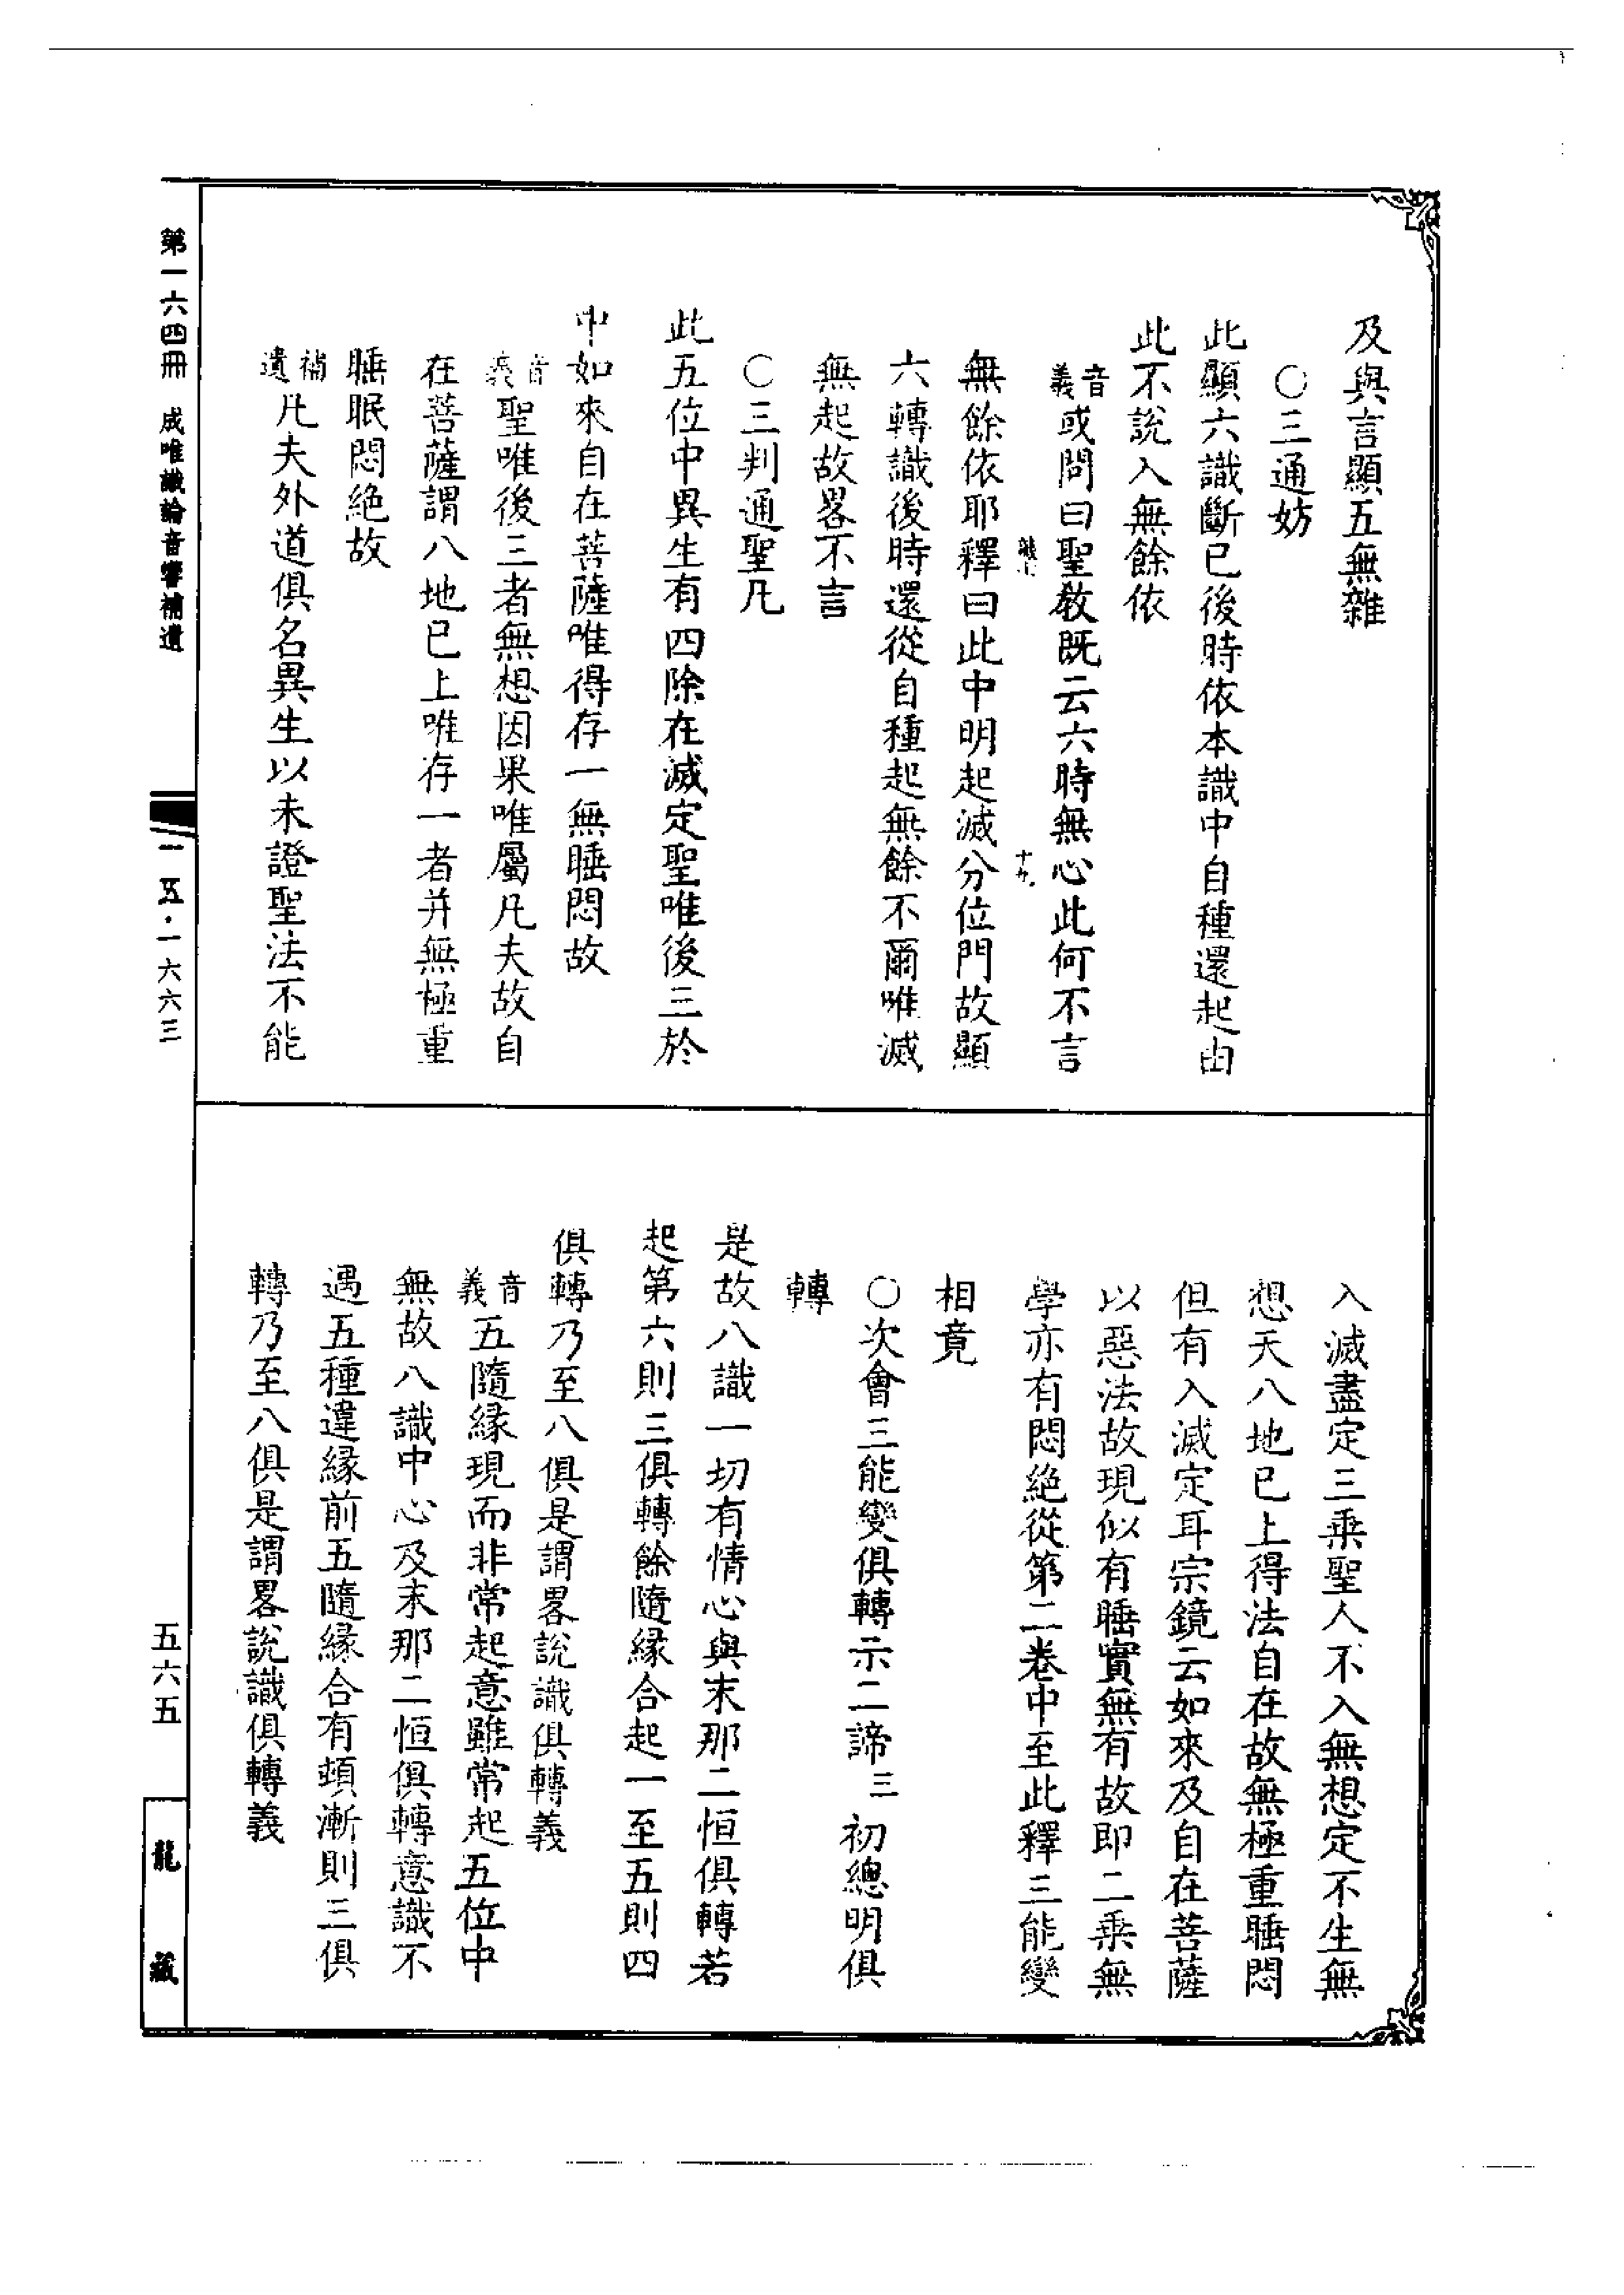 及與言顯五無雜
○三通妨
此顯六識斷已後時依本識中自種還起由
此不說入無餘依
音義或問曰聖教既云六時無心此何不言
無餘依耶釋曰此中明起滅分位門故顯
六轉識後時還從自種起無餘不爾唯滅
無起故畧不言
○三判通聖凡
此五位中異生有四除在滅定聖唯後三於
中如來自在菩薩唯得存一無睡悶故
音義聖唯後三者無想因果唯屬凡夫故自
在菩薩謂八地已上唯存一者并無極重
睡眠悶絕故
補遺凡夫外道俱名異生以未證聖法不能
入滅盡定三乘聖人不入無想定不生無
想天八地已上得法自在故無極重睡悶
但有入滅定耳宗鏡云如來及自在菩薩
以惡法故現似有睡實無有故即二乘無
學亦有悶絕從第二卷中至此釋三能變
相竟
○次會三能變俱轉示二諦三 初總明俱
轉
是故八識一切有情心與末那二恒俱轉若
起第六則三俱轉餘隨緣合起一至五則四
俱轉乃至八俱是謂畧說識俱轉義
音義五隨緣現而非常起意雖常起五位中
無故八識中心及末那二恒俱轉意識不
遇五種違緣前五隨緣合有頓漸則三俱
轉乃至八俱是謂畧說識俱轉義
第一六四冊 成唯識論音響補遺
一五·一六六三
五六五
龍藏